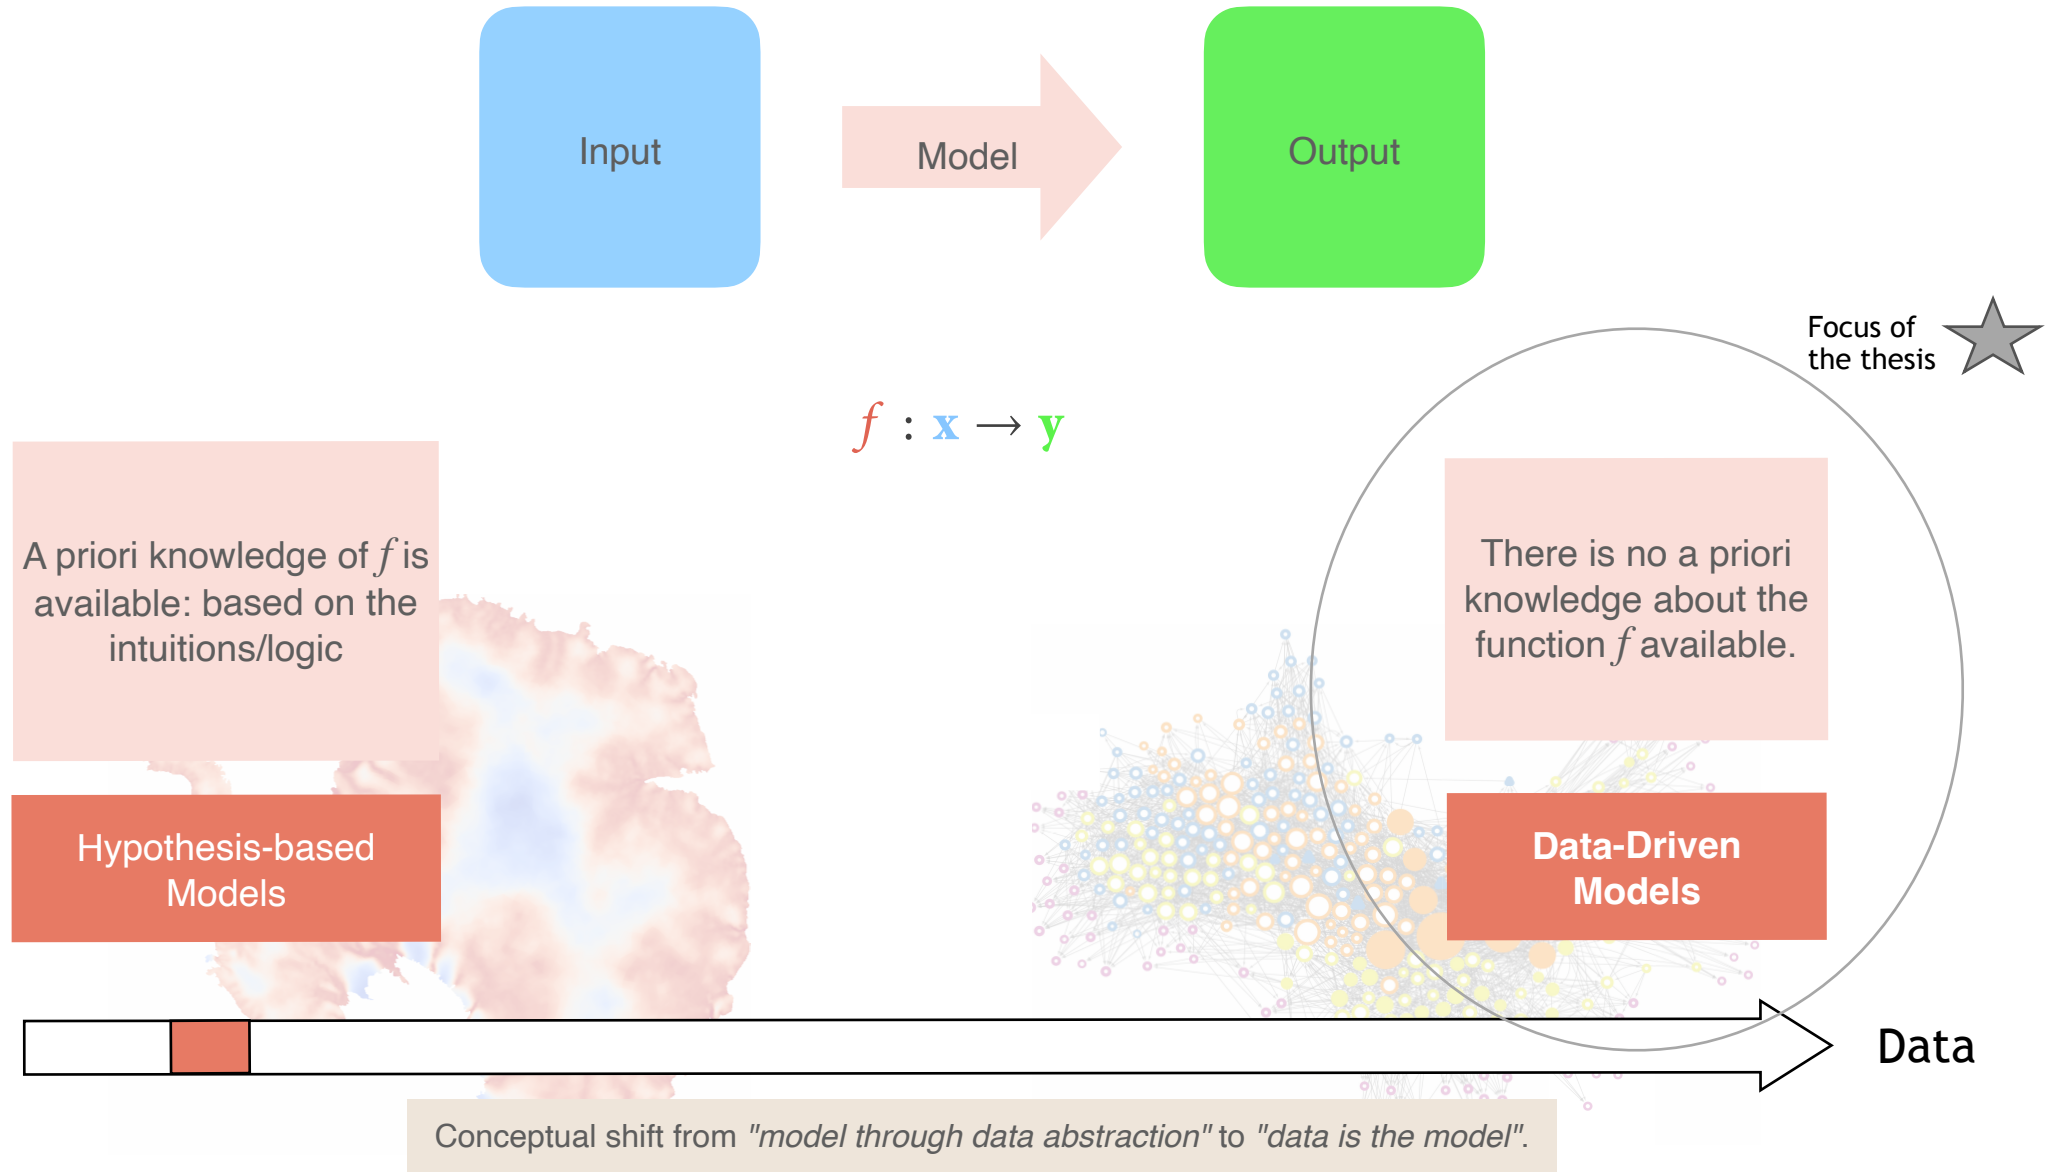 Input
Model
Output
Focus of
the thesis
f : x → y
A priori knowledge of f is
available: based on the
intuitions/logic
There is no a priori
knowledge about the
function f available.
Hypothesis-based
Models
Data-Driven
Models
Data
Conceptual shift from "model through data abstraction" to "data is the model".